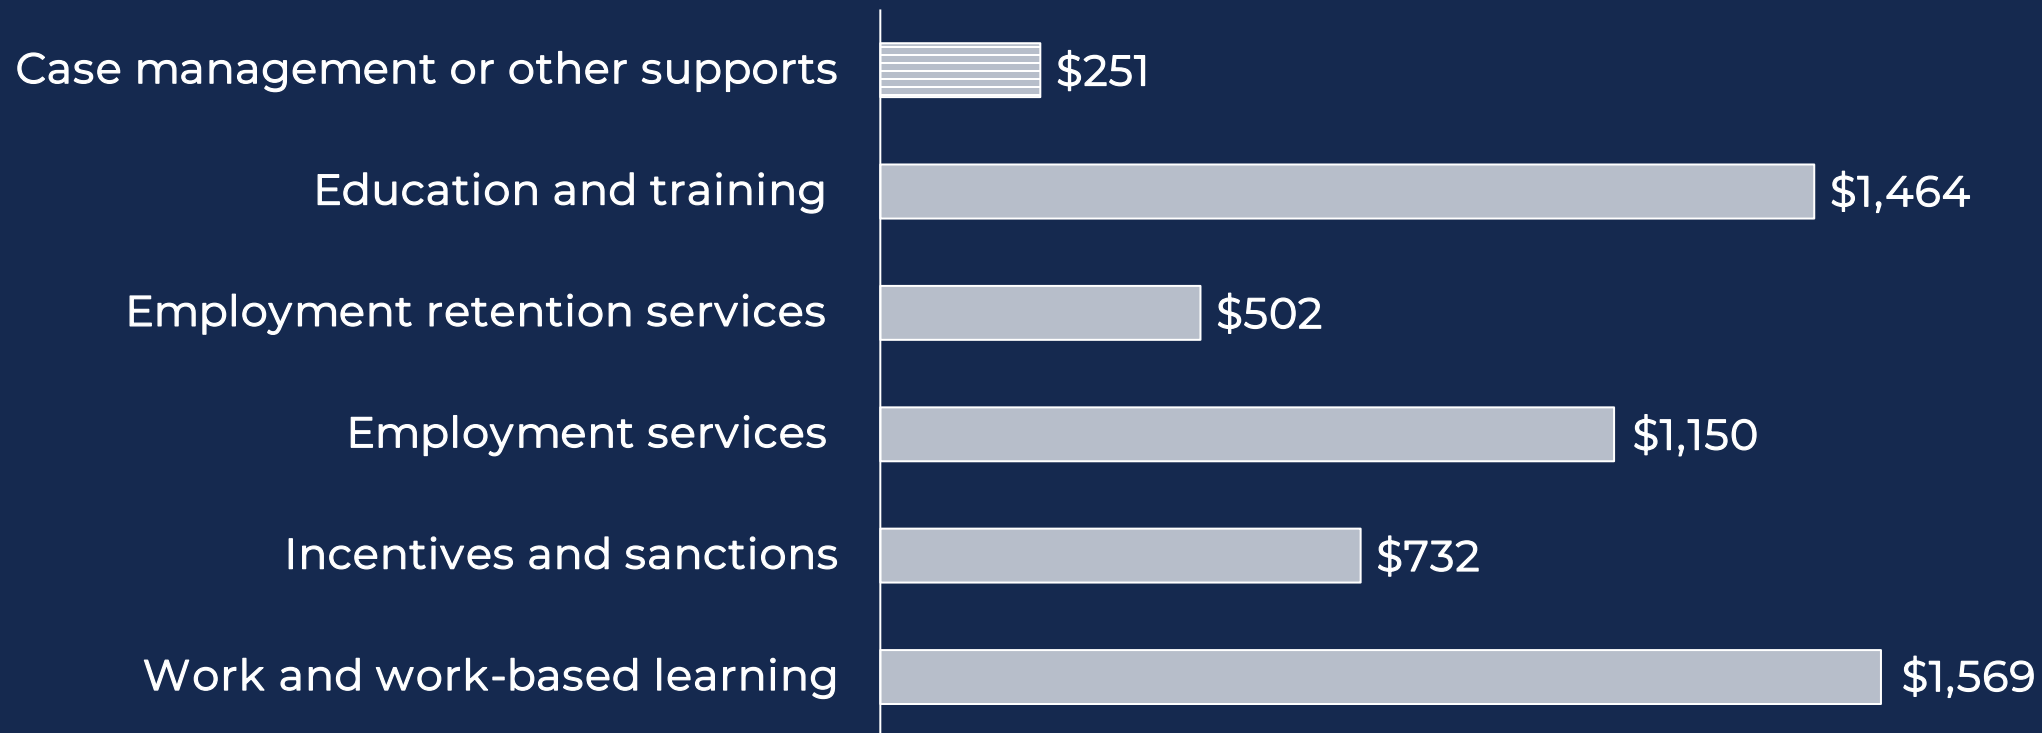 Case management or other supports $251
Education and training $1,464
Employment retention services $502
Employment services $1,150
Incentives and sanctions $732
Work and work-based learning $1,569